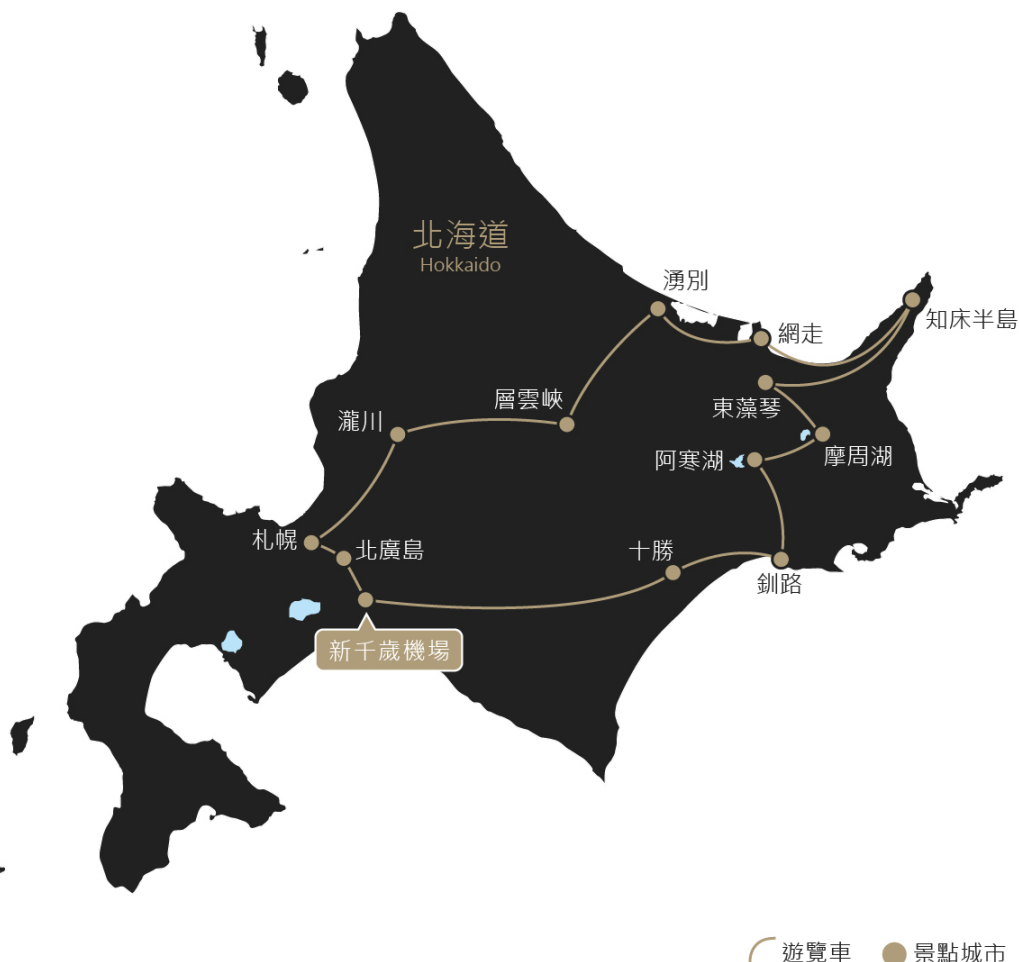 北海道
Hokkaido
湧別
知床半島
網走
層雲峽
東藻琴
瀧川
摩周湖
阿寒湖
札幌
北廣島
十勝
釧路
新千歲機場
遊覽車
景點城市